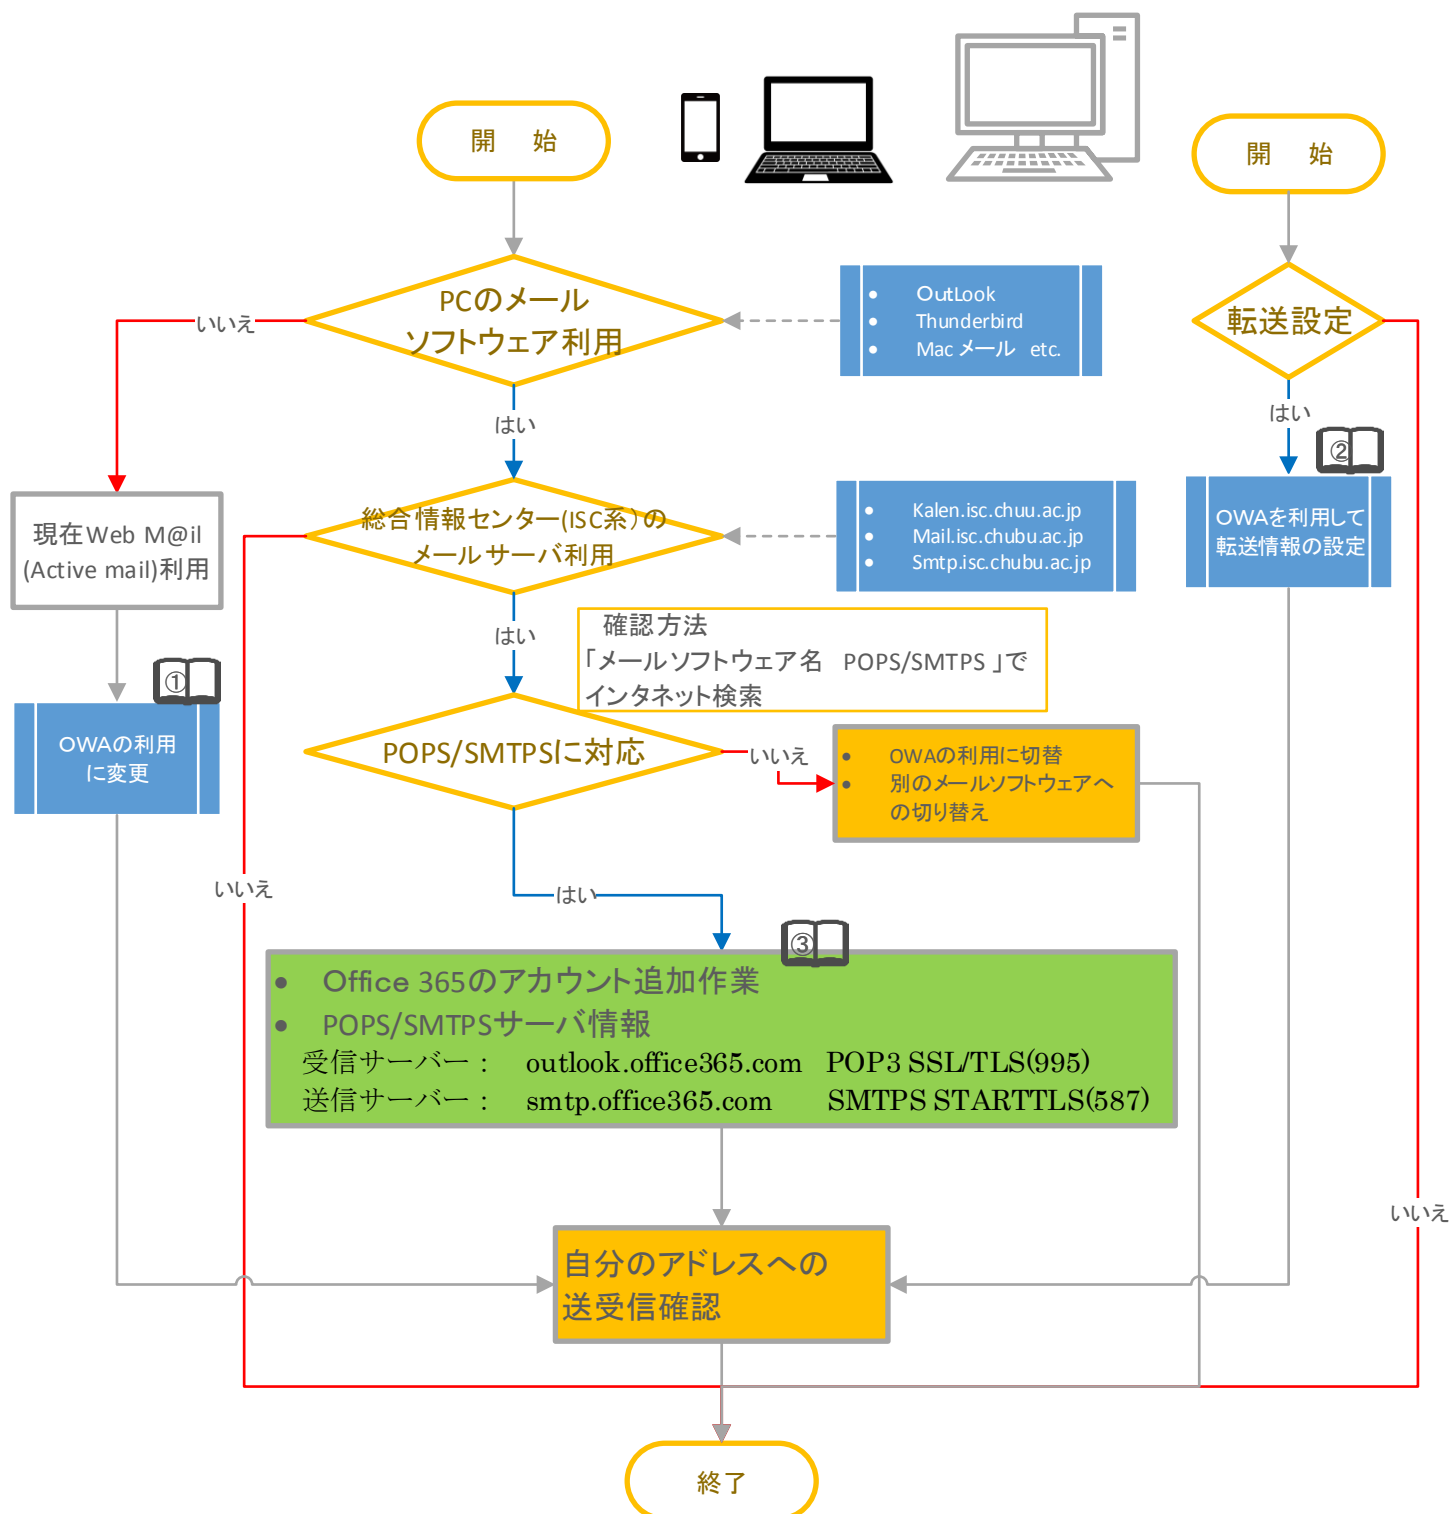 開 始
開 始
PCのメール
ソフトウェア利用
いいえ
• OutLook
• Thunderbird
• Mac メール etc.
転送設定
はい
はい
②
現在Web M@il
(Active mail)利用
総合情報センター(ISC系)の
メールサーバ利用
• Kalen.isc.chuu.ac.jp
• Mail.isc.chubu.ac.jp
• Smtp.isc.chubu.ac.jp
OWAを利用して
転送情報の設定
はい
確認方法
「メールソフトウェア名 POPS/SMTPS 」で
インタネット検索
①
OWAの利用
に変更
POPS/SMTPSに対応
いいえ
• OWAの利用に切替
• 別のメールソフトウェアへ
の切り替え
いいえ
はい
③
• Office 365のアカウント追加作業
• POPS/SMTPSサーバ情報
受信サーバー： outlook.office365.com POP3 SSL/TLS(995)
送信サーバー： smtp.office365.com SMTPS STARTTLS(587)
いいえ
自分のアドレスへの
送受信確認
終了